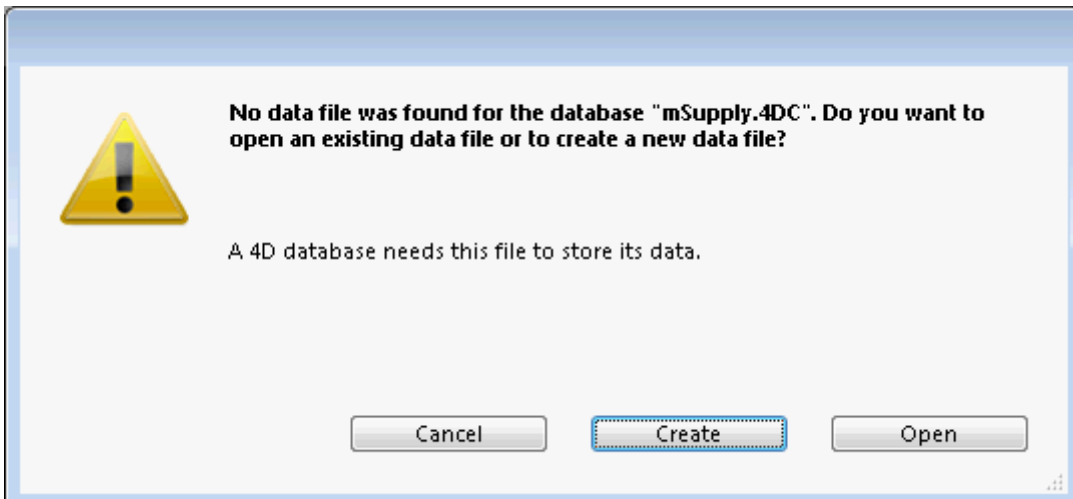 No data file was found for the database "mSupply.4DC". Do you want to
open an existing data file or to create a new data file?
A 4D database needs this file to store its data.
Cancel
Create
Open